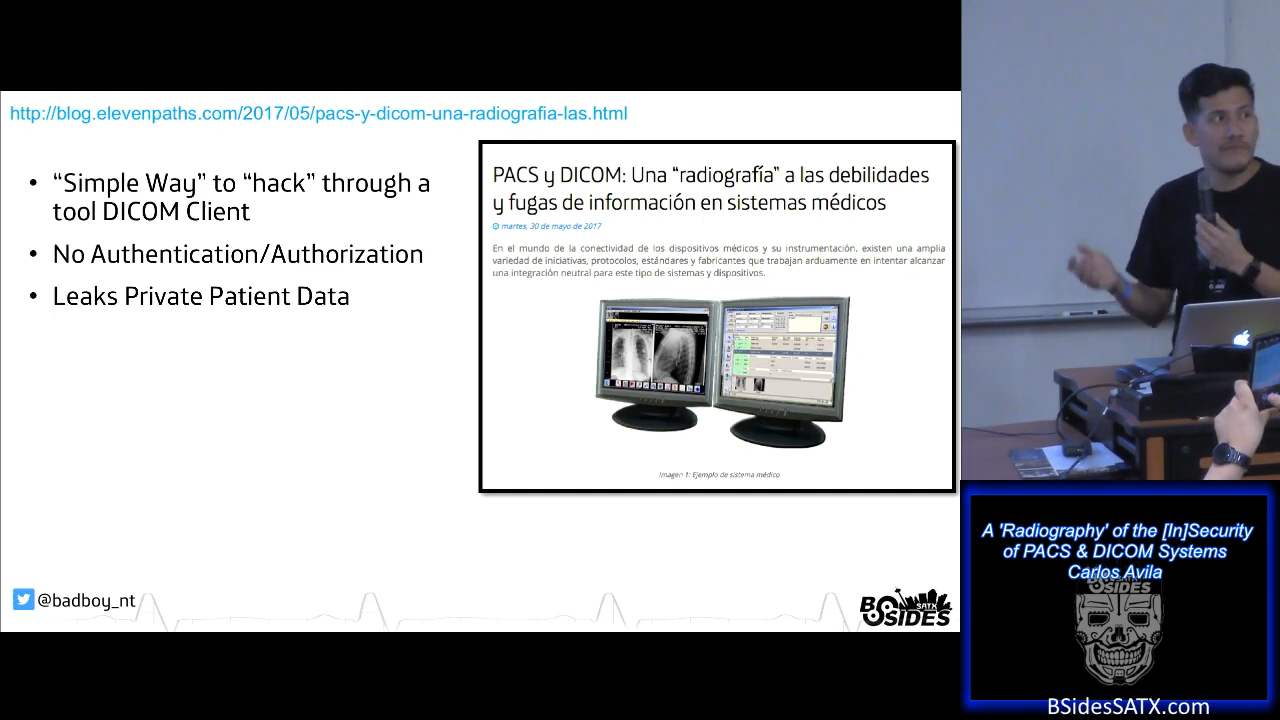 http://blog.elevenpaths.com/2017/05/pacs-y-dicom-una-radiografia-las.html
• “Simple Way” to “hack” through a
tool DICOM Client
• No Authentication/Authorization
• Leaks Private Patient Data
PACS y DICOM: Una “radiografía” a las debilidades
y fugas de información en sistemas médicos
martes, 30 de mayo de 2017
En el mundo de la conectividad de los dispositivos médicos y su instrumentación, existen una amplia
variedad de iniciativas, protocolos, estándares y fabricantes que trabajan arduamente en intentar alcanzar
una integración neutral para este tipo de sistemas y dispositivos.
Imagen 1: Ejemplo de sistema médico
@badboy_nt
BSIDES
SATX
A 'Radiography' of the [In]Security
of PACS & DICOM Systems
Carlos Avila
BSIDES
BSidesSATX.com